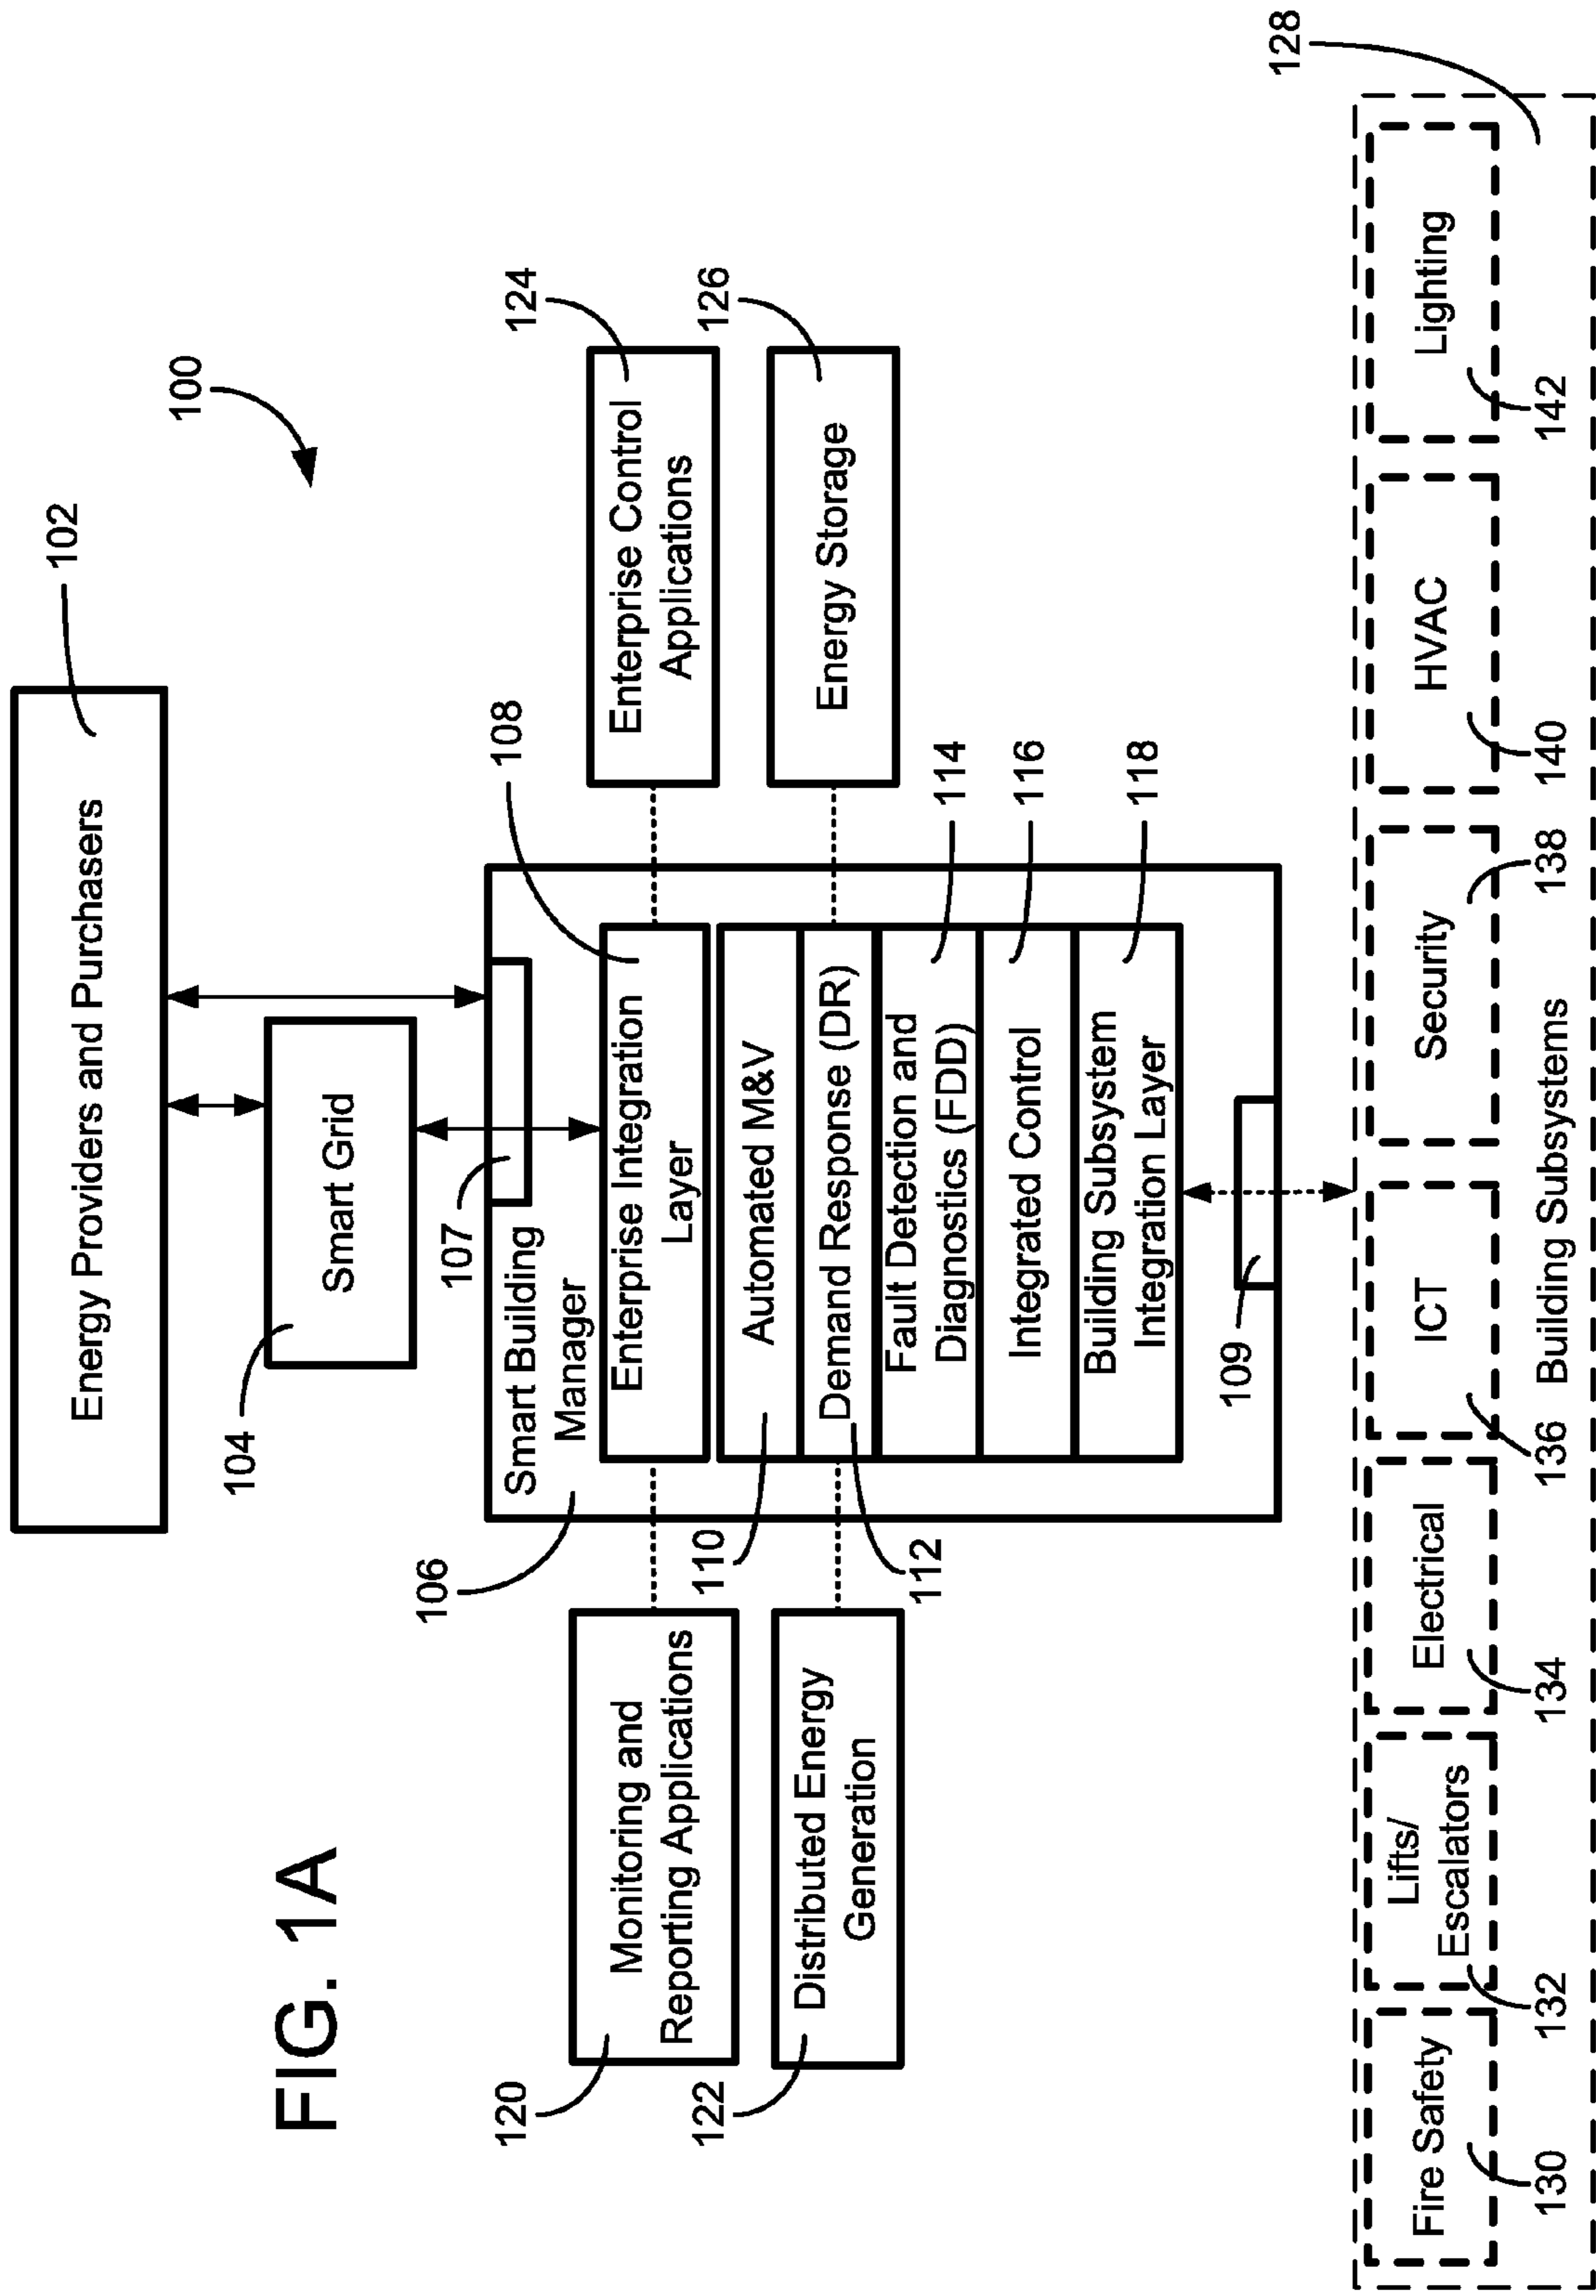 FIG. 1A
100
102
Energy Providers and Purchasers
104
Smart Grid
107
106
Smart Building
Manager
108
Enterprise Integration
Layer
120
Monitoring and
Reporting Applications
124
Enterprise Control
Applications
110
Automated M&V
122
Distributed Energy
Generation
112
Demand Response (DR)
126
Energy Storage
Fault Detection and
Diagnostics (FDD)
114
Integrated Control
116
Building Subsystem
Integration Layer
118
109
128
Fire Safety
Lifts/
Escalators
Electrical
ICT
Security
HVAC
Lighting
130
132
134
136
Building Subsystems
138
140
142